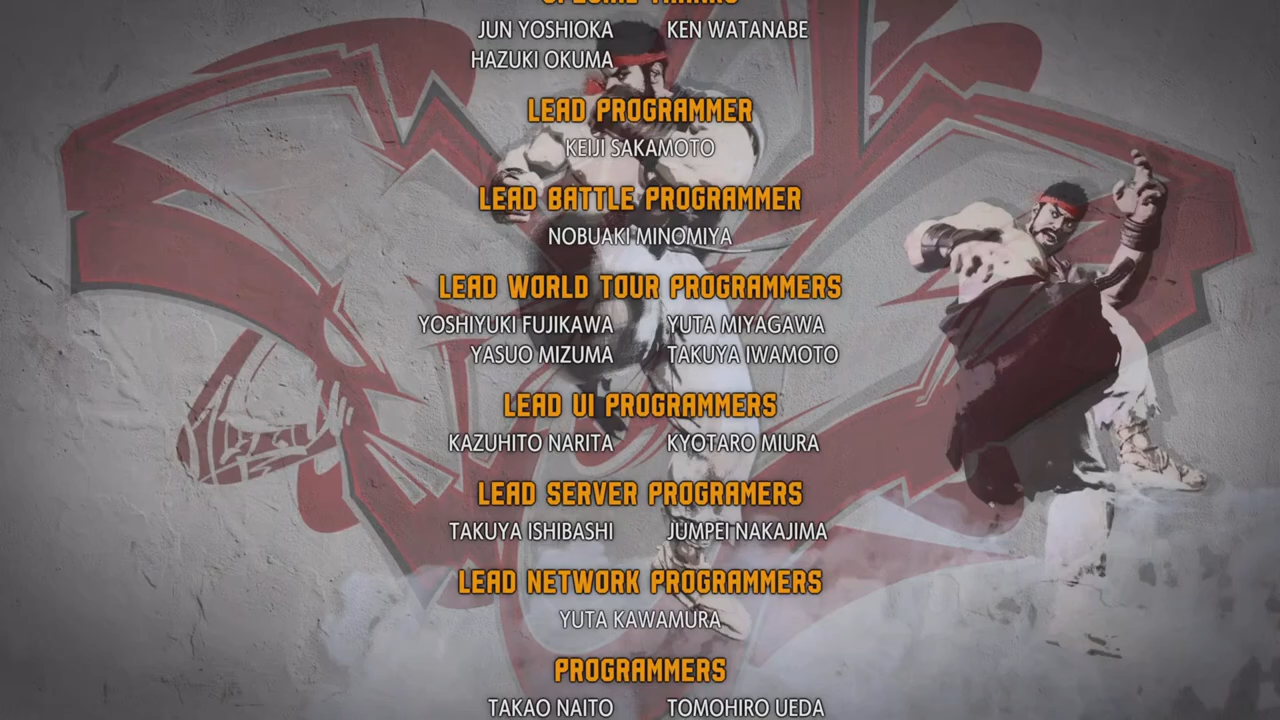 SPECIAL THANKS
JUN YOSHIOKA KEN WATANABE
HAZUKI OKUMA
LEAD PROGRAMMER
KEIJI SAKAMOTO
LEAD BATTLE PROGRAMMER
NOBUAKI MINOMIYA
LEAD WORLD TOUR PROGRAMMERS
YOSHIYUKI FUJIKAWA YUTA MIYAGAWA
YASUO MIZUMA TAKUYA IWAMOTO
LEAD UI PROGRAMMERS
KAZUHITO NARITA KYOTARO MIURA
LEAD SERVER PROGRAMERS
TAKUYA ISHIBASHI JUMPEI NAKAJIMA
LEAD NETWORK PROGRAMMERS
YUTA KAWAMURA
PROGRAMMERS
TAKAO NAITO TOMOHIRO UEDA